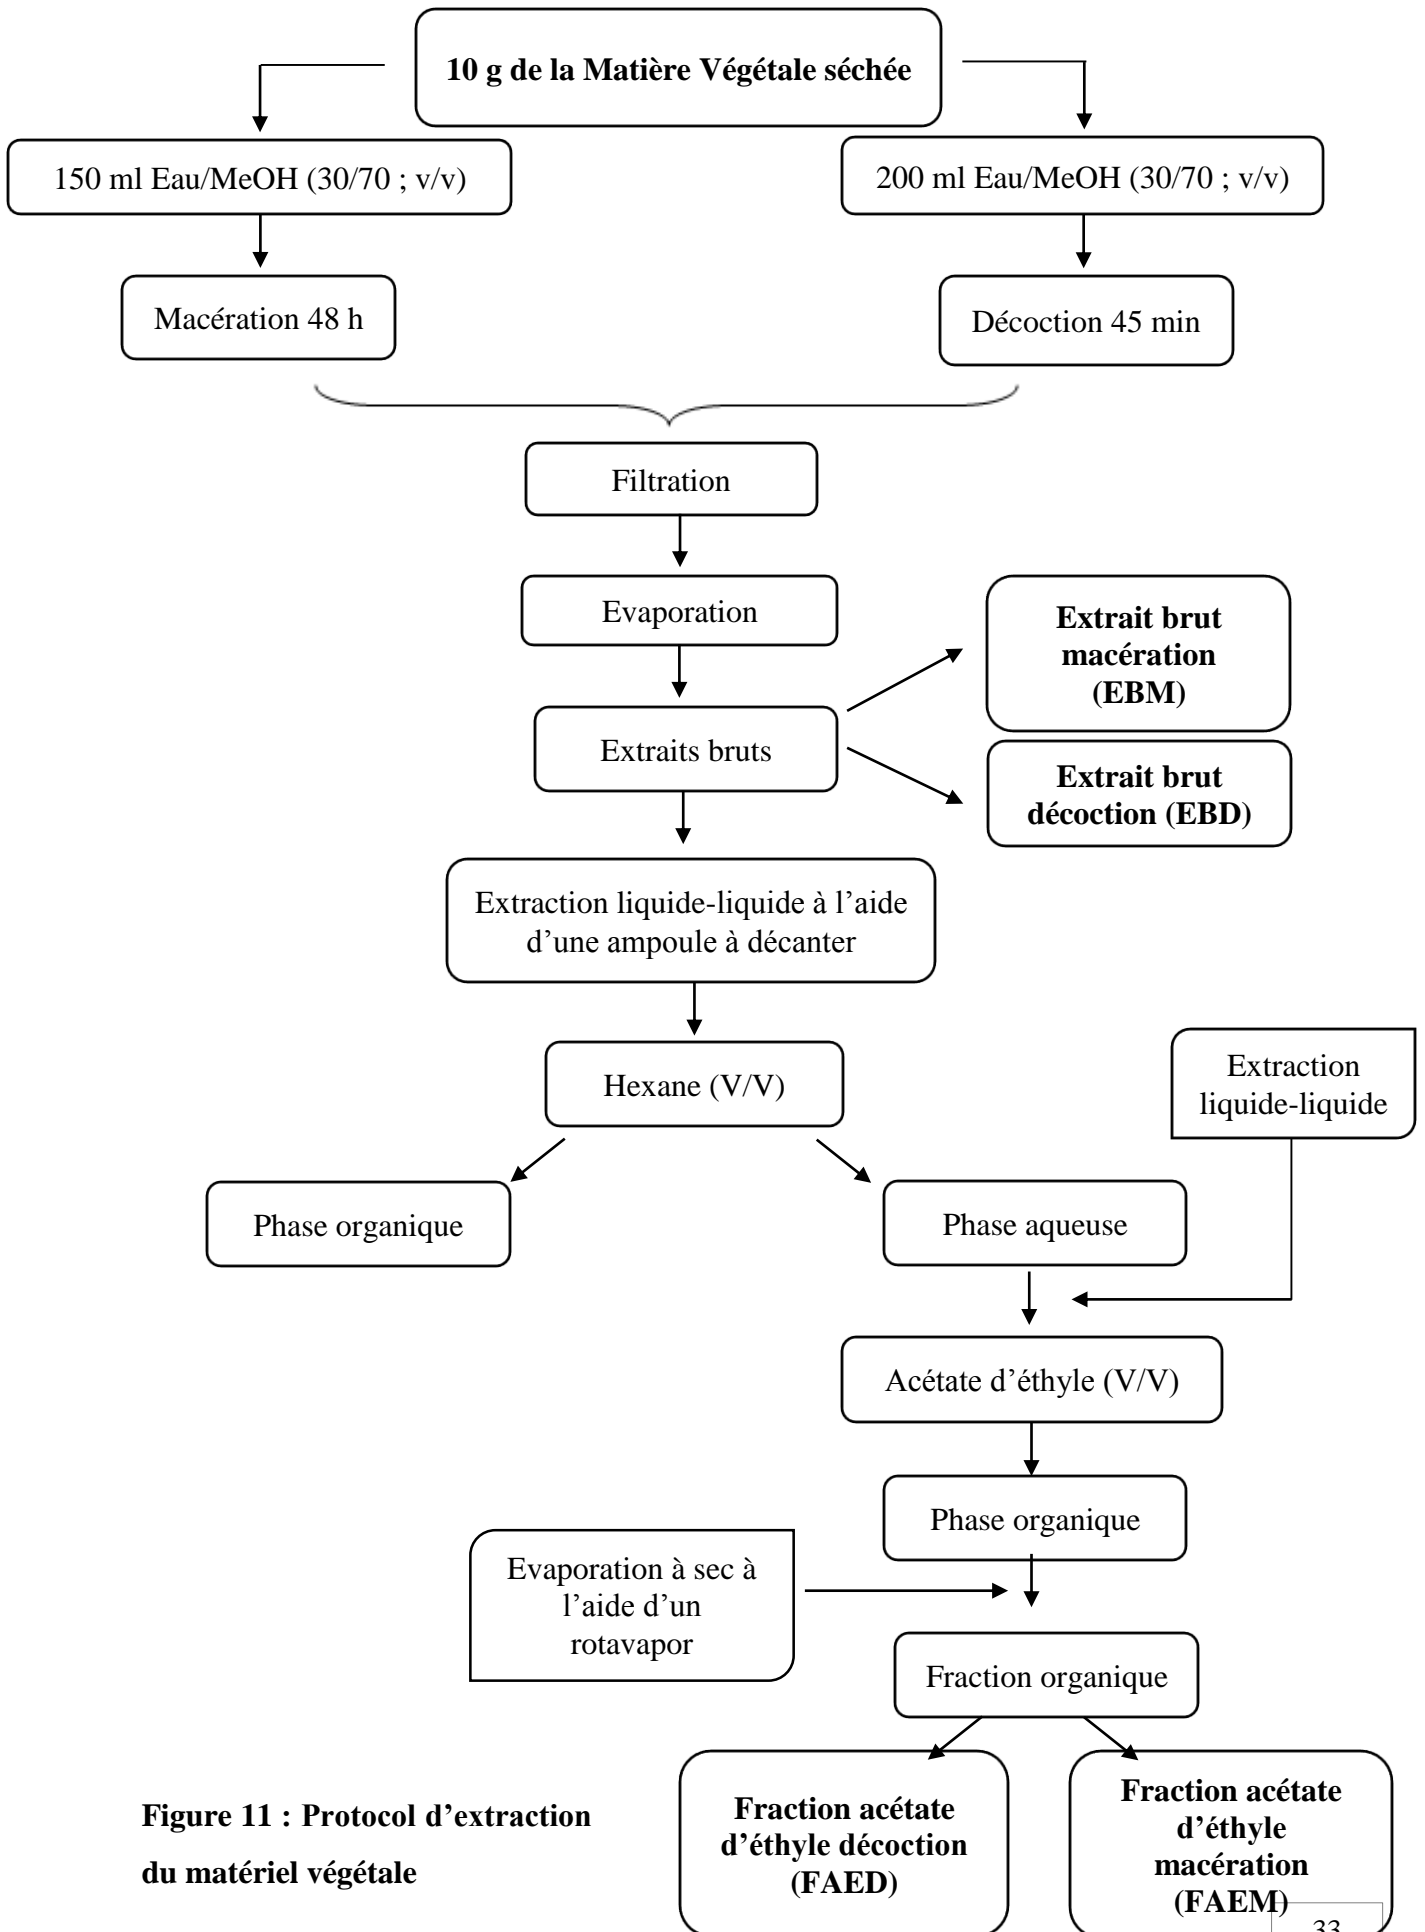 10 g de la Matière Végétale séchée
150 ml Eau/MeOH (30/70 ; v/v)
200 ml Eau/MeOH (30/70 ; v/v)
Macération 48 h
Décoction 45 min
Filtration
Evaporation
Extrait brut
macération
(EBM)
Extraits bruts
Extrait brut
décoction (EBD)
Extraction liquide-liquide à l’aide
d’une ampoule à décanter
Hexane (V/V)
Extraction
liquide-liquide
Phase organique
Phase aqueuse
Acétate d’éthyle (V/V)
Phase organique
Evaporation à sec à
l’aide d’un
rotavapor
Fraction organique
Fraction acétate
d’éthyle décoction
(FAED)
Fraction acétate
d’éthyle
macération
(FAEM)
Figure 11 : Protocol d’extraction
du matériel végétale
33